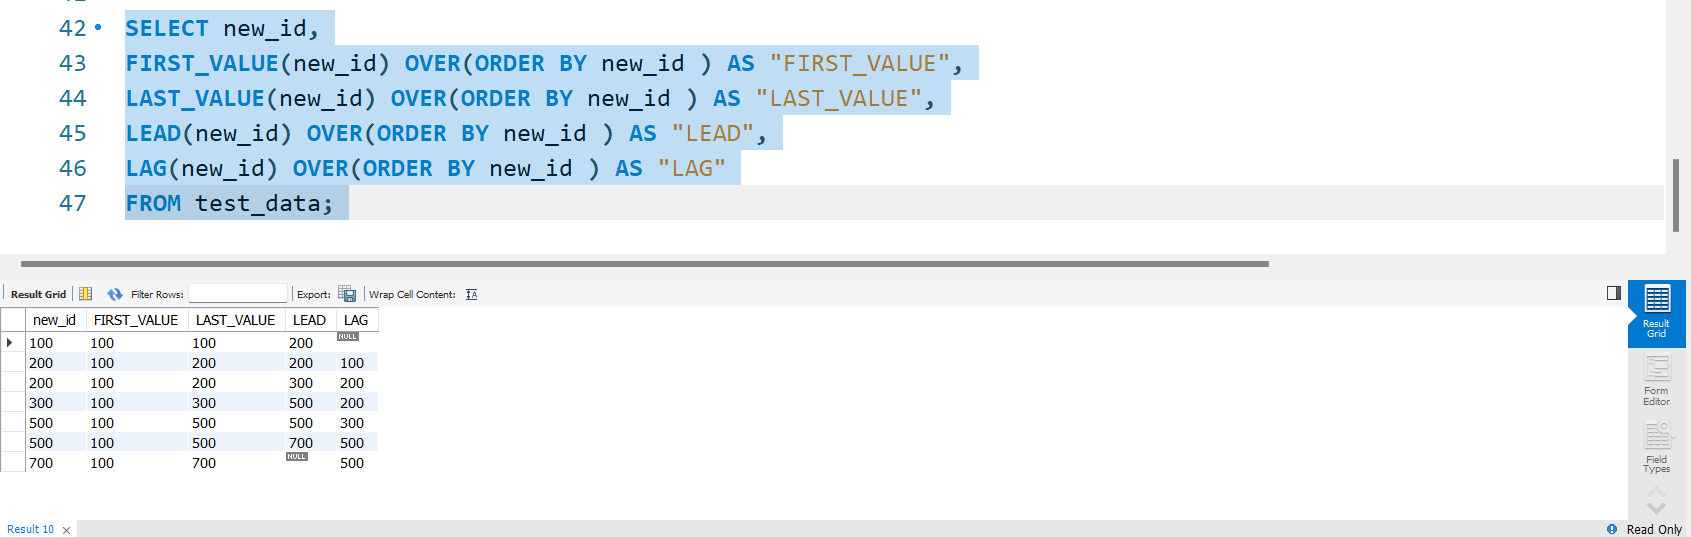 42 SELECT new_id,
43 FIRST_VALUE(new_id) OVER(ORDER BY new_id ) AS "FIRST_VALUE",
44 LAST_VALUE(new_id) OVER(ORDER BY new_id ) AS "LAST_VALUE",
45 LEAD(new_id) OVER(ORDER BY new_id ) AS "LEAD",
46 LAG(new_id) OVER(ORDER BY new_id ) AS "LAG"
47 FROM test_data;
Result Grid Filter Rows: Export: Wrap Cell Content:
new_id FIRST_VALUE LAST_VALUE LEAD LAG
100 100 100 200 NULL
200 100 200 200 100
200 100 200 300 200
300 100 300 500 200
500 100 500 500 300
500 100 500 700 500
700 100 700 NULL 500
Result
Grid
Form
Editor
Field
Types
Result 10
Read Only